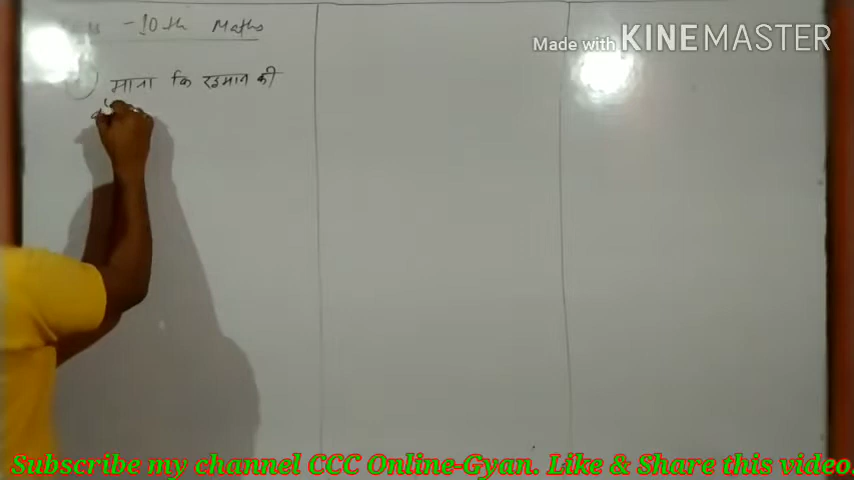 -10th Maths
माना कि रहमान की
Made with KINEMASTER
Subscribe my channel CCC Online-Gyan. Like & Share this video.